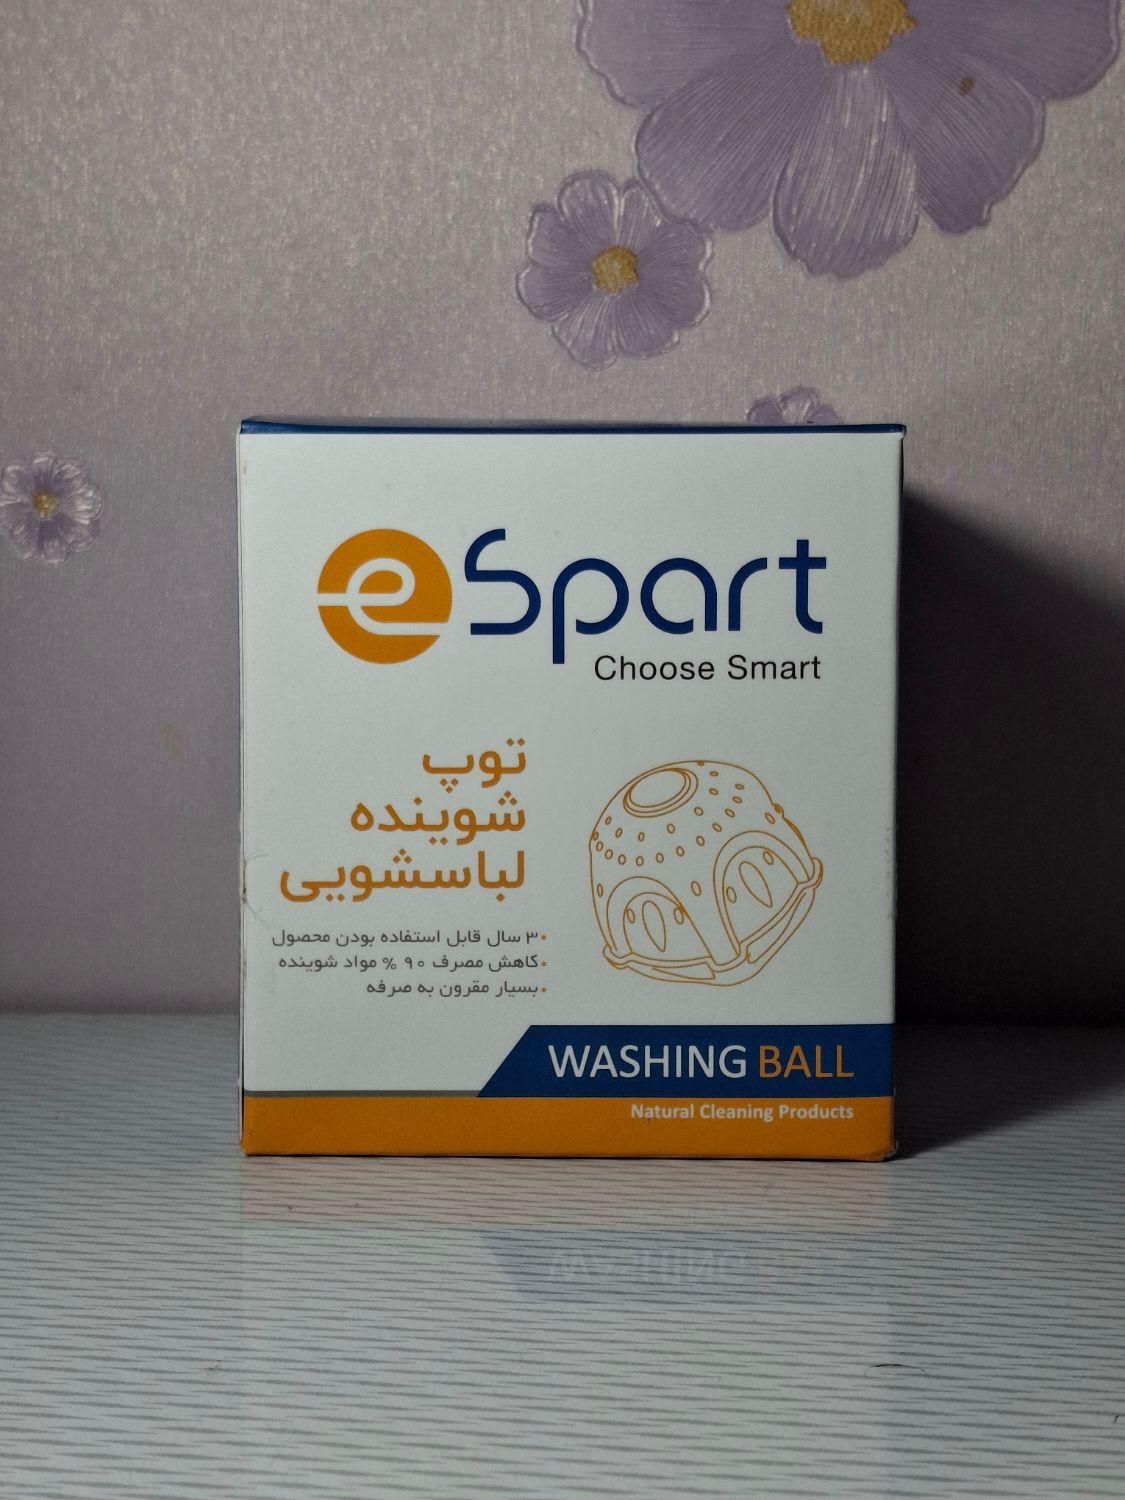 eSpart
Choose Smart
توپ
شوینده
لباسشویی
•۳ سال قابل استفاده بودن محصول
•کاهش مصرف ۹۰ % مواد شوینده
•بسیار مقرون به صرفه
WASHING BALL
Natural Cleaning Products